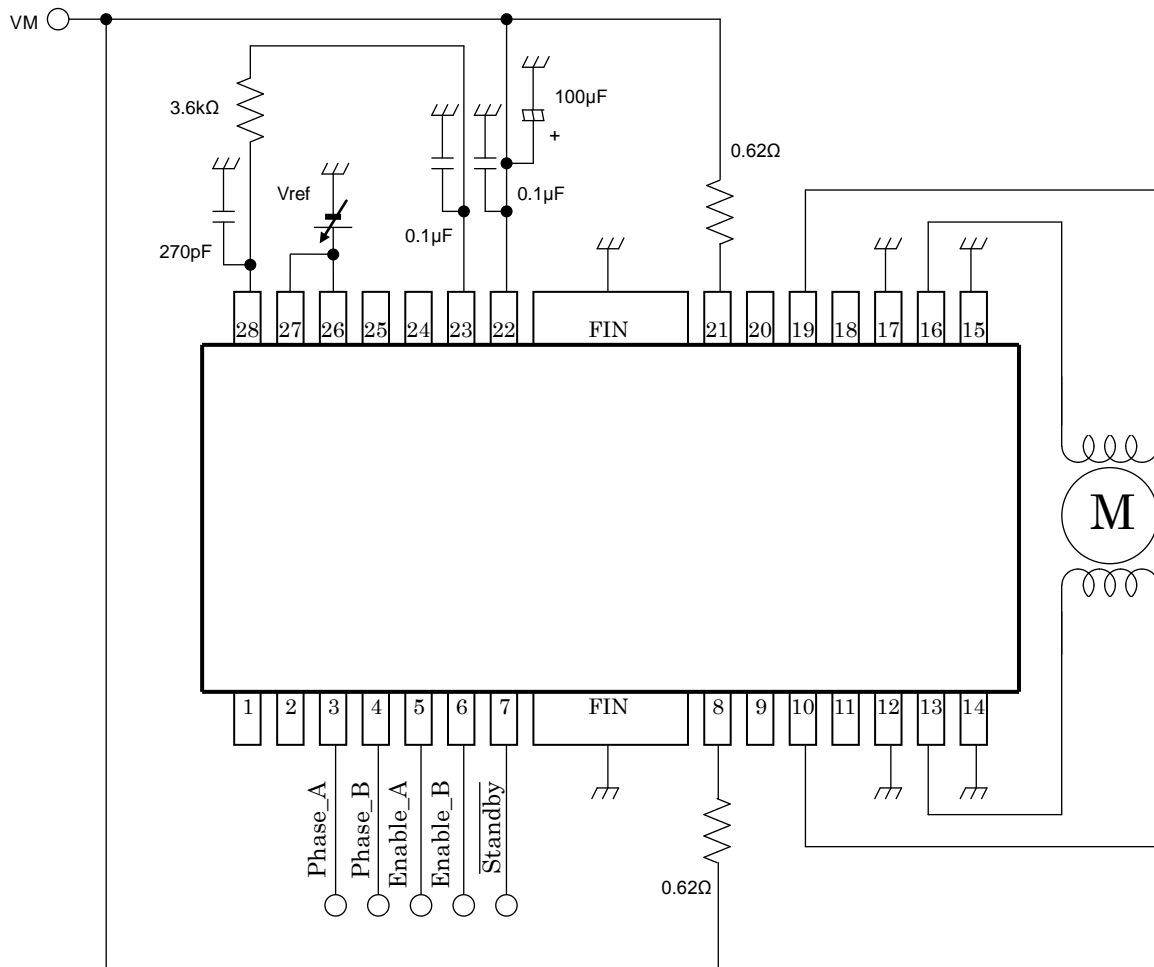 VM
100µF
+
3.6kΩ
0.62Ω
Vref
0.1µF
0.1µF
270pF
28 27 26 25 24 23 22 FIN 21 20 19 18 17 16 15
M
1 2 3 4 5 6 7 FIN 8 9 10 11 12 13 14
Phase_A
Phase_B
Enable_A
Enable_B
Standby
0.62Ω